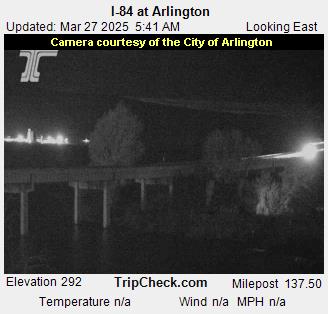 I-84 at Arlington
Updated: Mar 27 2025 5:41 AM Looking East
Camera courtesy of the City of Arlington
Elevation 292 TripCheck.com Milepost 137.50
Temperature n/a Wind n/a MPH n/a